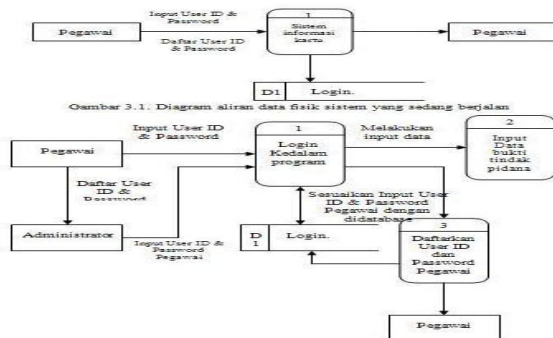 Input User ID &
Password
Pegawai
Daftar User ID
& Password
1
Sistem
informasi
kartu
Pegawai
D1
Login.
Gambar 3.1. Diagram aliran data fisik sistem yang sedang berjalan
Input User ID
& Password
Pegawai
1
Login
Kedalam
program
Melakukan
input data
2
Input
Data
bukti
tindak
pidana
Daftar User
ID &
Password
Sesuaikan Input User
ID & Password
Pegawai dengan
didatabase
Administrator
Input User ID &
Password
Pegawai
D
1
Login.
3
Daftarkan
User ID
dan
Password
Pegawai
Pegawai